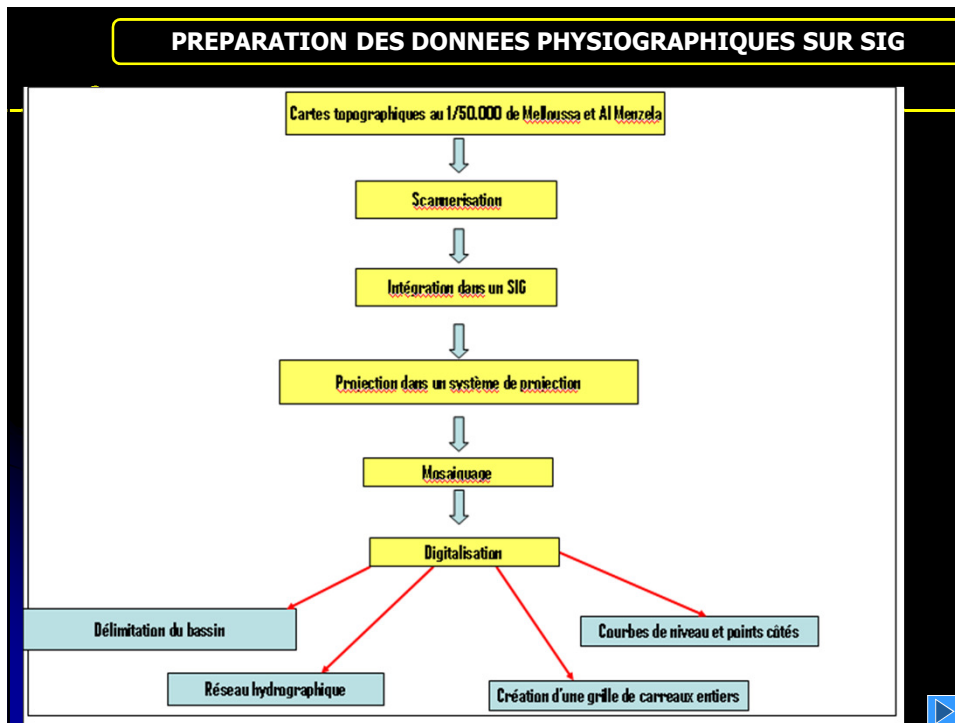 PREPARATION DES DONNEES PHYSIOGRAPHIQUES SUR SIG
Cartes topographiques au 1/50.000 de Melloussa et Al Menzela
Scannerisation
Intégration dans un SIG
Projection dans un système de projection
Mosaiquage
Digitalisation
Délimitation du bassin
Courbes de niveau et points côtés
Réseau hydrographique
Création d'une grille de carreaux entiers